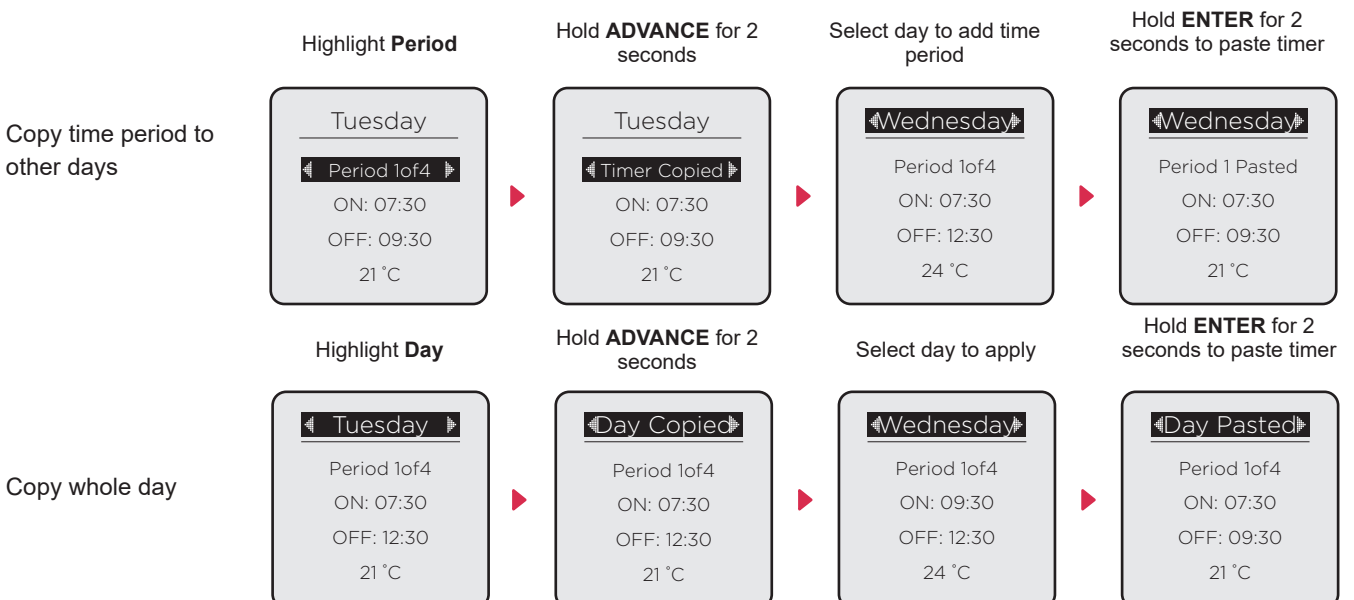 Highlight Period
Hold ADVANCE for 2
seconds
Select day to add time
period
Hold ENTER for 2
seconds to paste timer
Copy time period to
other days
Tuesday
Period 1of4
ON: 07:30
OFF: 09:30
21 °C
Tuesday
Timer Copied
ON: 07:30
OFF: 09:30
21 °C
Wednesday
Period 1of4
ON: 07:30
OFF: 12:30
24 °C
Wednesday
Period 1 Pasted
ON: 07:30
OFF: 09:30
21 °C
Highlight Day
Hold ADVANCE for 2
seconds
Select day to apply
Hold ENTER for 2
seconds to paste timer
Copy whole day
Tuesday
Period 1of4
ON: 07:30
OFF: 12:30
21 °C
Day Copied
Period 1of4
ON: 07:30
OFF: 12:30
21 °C
Wednesday
Period 1of4
ON: 09:30
OFF: 12:30
24 °C
Day Pasted
Period 1of4
ON: 07:30
OFF: 09:30
21 °C